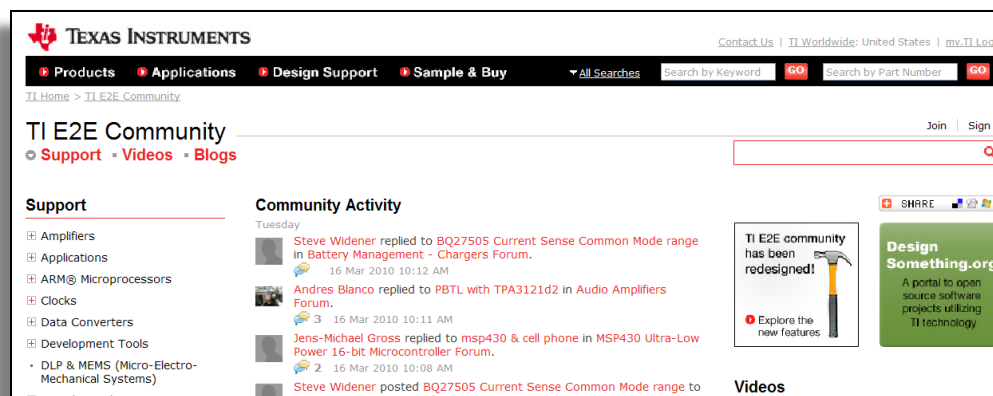 TEXAS INSTRUMENTS
Contact Us | TI Worldwide: United States | my.TI Log
Products Applications Design Support Sample & Buy All Searches Search by Keyword GO Search by Part Number GO
TI Home > TI E2E Community
TI E2E Community
Join Sign
Support Videos Blogs
Support
Amplifiers
Applications
ARM® Microprocessors
Clocks
Data Converters
Development Tools
DLP & MEMS (Micro-Electro-
Mechanical Systems)
Community Activity
Tuesday
Steve Widener replied to BQ27505 Current Sense Common Mode range
in Battery Management - Chargers Forum.
16 Mar 2010 10:12 AM
Andres Blanco replied to PBTL with TPA3121d2 in Audio Amplifiers
Forum.
3 16 Mar 2010 10:11 AM
Jens-Michael Gross replied to msp430 & cell phone in MSP430 Ultra-Low
Power 16-bit Microcontroller Forum.
2 16 Mar 2010 10:08 AM
Steve Widener posted BQ27505 Current Sense Common Mode range to
SHARE
TI E2E community
has been
redesigned!
Explore the
new features
Design
Something.org
A portal to open
source software
projects utilizing
TI technology
Videos